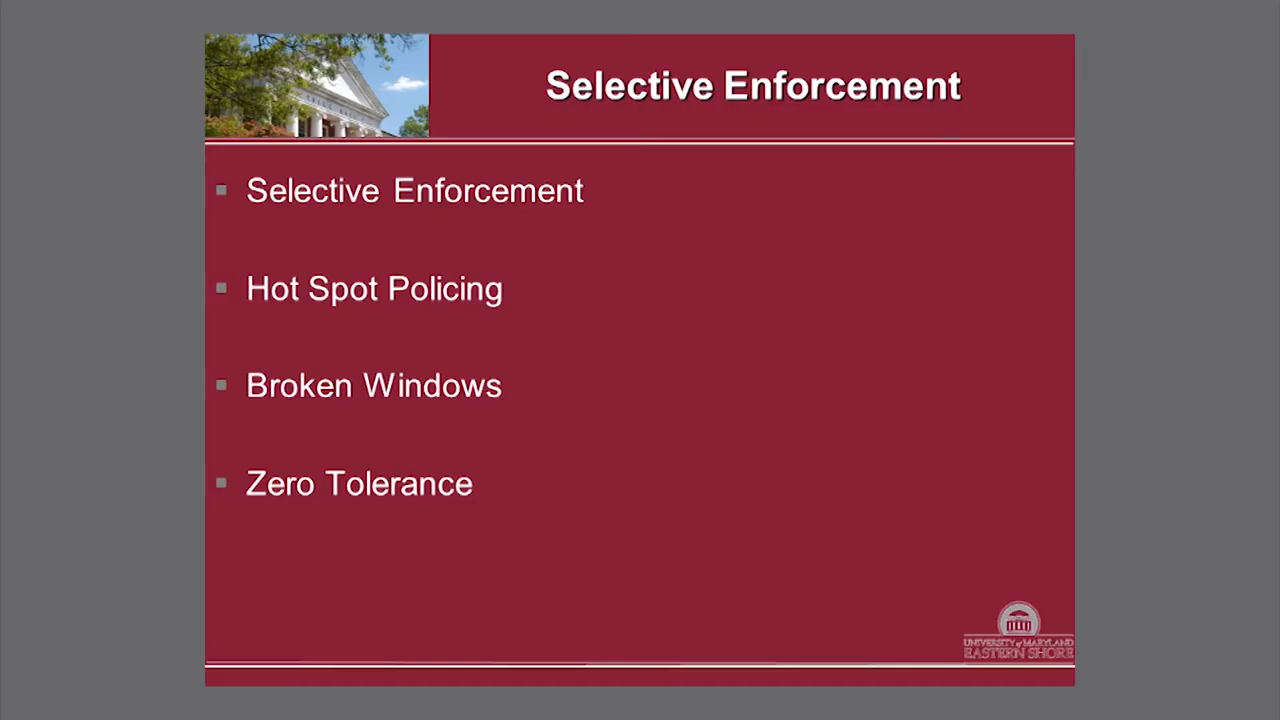 Selective Enforcement
Selective Enforcement
Hot Spot Policing
Broken Windows
Zero Tolerance
UNIVERSITY of MARYLAND
EASTERN SHORE